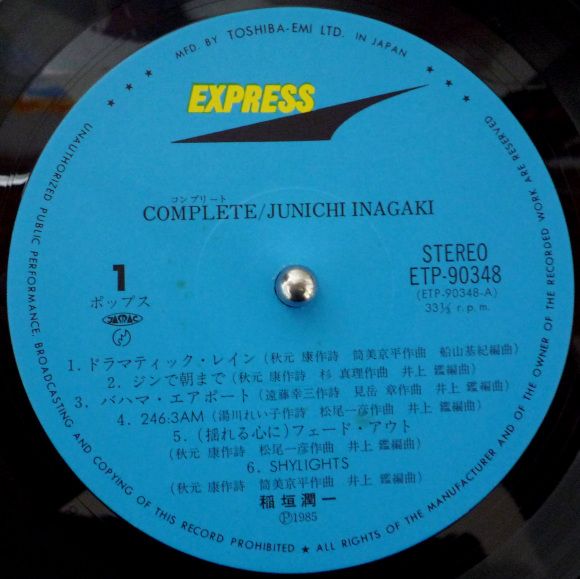 MFD. BY TOSHIBA-EMI LTD. IN JAPAN
EXPRESS
コンプリート
COMPLETE/JUNICHI INAGAKI
1
ポップス
JASRAC
STEREO
ETP-90348
(ETP-90348-A)
33⅓ r.p.m.
1. ドラマティック・レイン (秋元 康作詩 筒美京平作曲 船山基紀編曲)
2. ジンで朝まで (秋元 康作詩 杉 真理作曲 井上 鑑編曲)
3. バハマ・エアポート (遠藤幸三作詩 見岳 章作曲 井上 鑑編曲)
4. 246:3AM (湯川れい子作詩 松尾一彦作曲 井上 鑑編曲)
5. (揺れる心に) フェード・アウト
(秋元 康作詩 松尾一彦作曲 井上 鑑編曲)
6. SHYLIGHTS
(秋元 康作詩 筒美京平作曲 井上 鑑編曲)
稲垣潤一
Ⓟ1985
UNAUTHORIZED PUBLIC PERFORMANCE, BROADCASTING AND COPYING OF THIS RECORD PROHIBITED ★ ALL RIGHTS OF THE MANUFACTURER AND OF THE OWNER OF THE RECORDED WORK ARE RESERVED